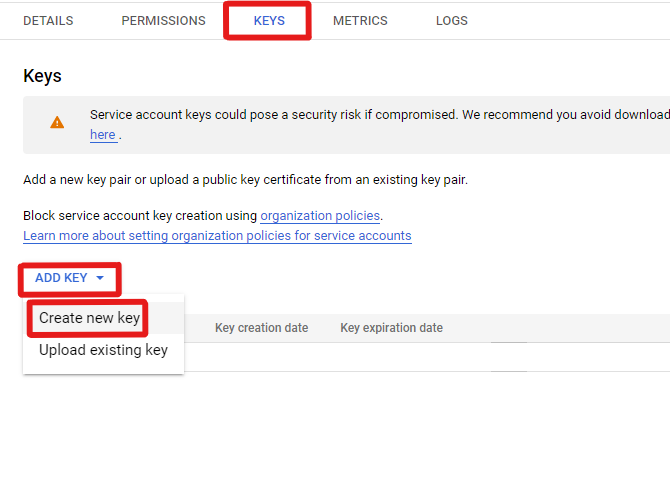 DETAILS PERMISSIONS KEYS METRICS LOGS
Keys
Service account keys could pose a security risk if compromised. We recommend you avoid download
here .
Add a new key pair or upload a public key certificate from an existing key pair.
Block service account key creation using organization policies.
Learn more about setting organization policies for service accounts
ADD KEY
Create new key
Key creation date Key expiration date
Upload existing key